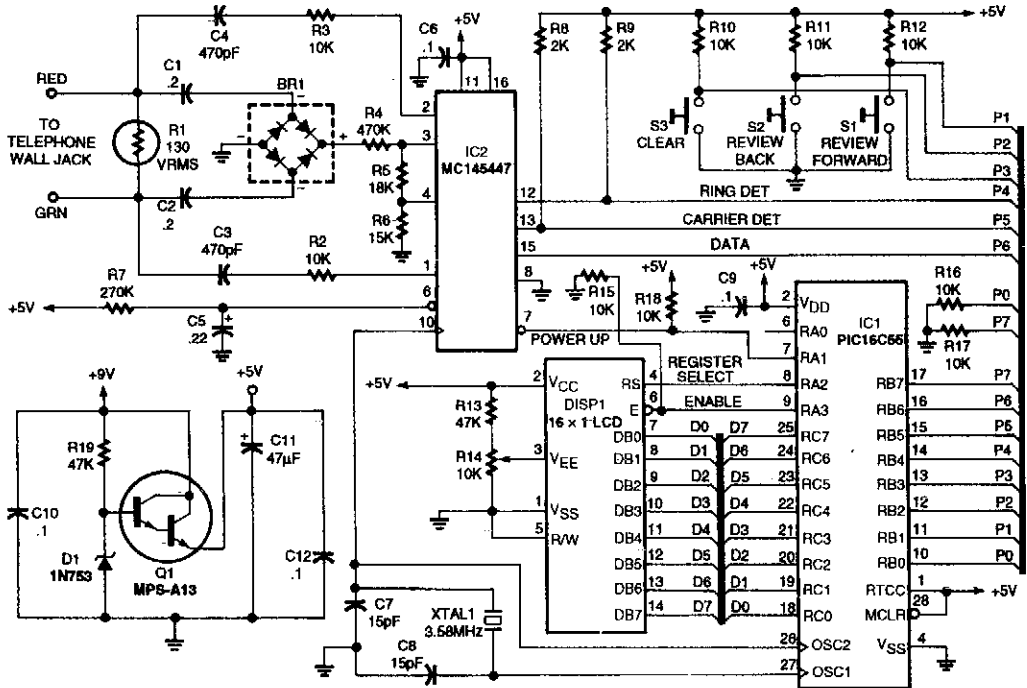 C4
470pF
R3
10K
C6
.1
+5V
R8
2K
R9
2K
R10
10K
R11
10K
R12
10K
+5V
RED
C1
.2
BR1
11
16
TO
TELEPHONE
WALL JACK
R1
130
VRMS
−
−
+
−
R4
470K
R5
18K
R6
15K
2
3
4
IC2
MC145447
S3
CLEAR
S2
REVIEW
BACK
S1
REVIEW
FORWARD
P1
P2
P3
P4
P5
P6
12
RING DET
13
CARRIER DET
15
DATA
GRN
C2
.2
C3
470pF
R2
10K
1
6
10
8
7
POWER UP
R7
270K
+5V
C5
.22
+
R15
10K
+5V
R18
10K
C9
.1
+5V
R16
10K
R17
10K
P0
P7
2
VDD
6
RA0
7
RA1
8
RA2
9
RA3
IC1
PIC16C55
REGISTER
SELECT
ENABLE
+5V
2
VCC
R13
47K
R14
10K
3
VEE
1
VSS
5
R/W
DISP1
16 × 1 LCD
RS
4
E
6
DB0
7
D0
D7
25
RC7
RB7
17
P7
DB1
8
D1
D6
24
RC6
RB6
16
P6
DB2
9
D2
D5
23
RC5
RB5
15
P5
DB3
10
D3
D4
22
RC4
RB4
14
P4
DB4
11
D4
D3
21
RC3
RB3
13
P3
DB5
12
D5
D2
20
RC2
RB2
12
P2
DB6
13
D6
D1
19
RC1
RB1
11
P1
DB7
14
D7
D0
18
RC0
RB0
10
P0
RTCC
1
MCLR
28
+5V
VSS
4
26
OSC2
27
OSC1
+9V
R19
47K
C10
.1
D1
1N753
Q1
MPS-A13
+5V
+
C11
47µF
C12
.1
C7
15pF
C8
15pF
XTAL1
3.58MHz